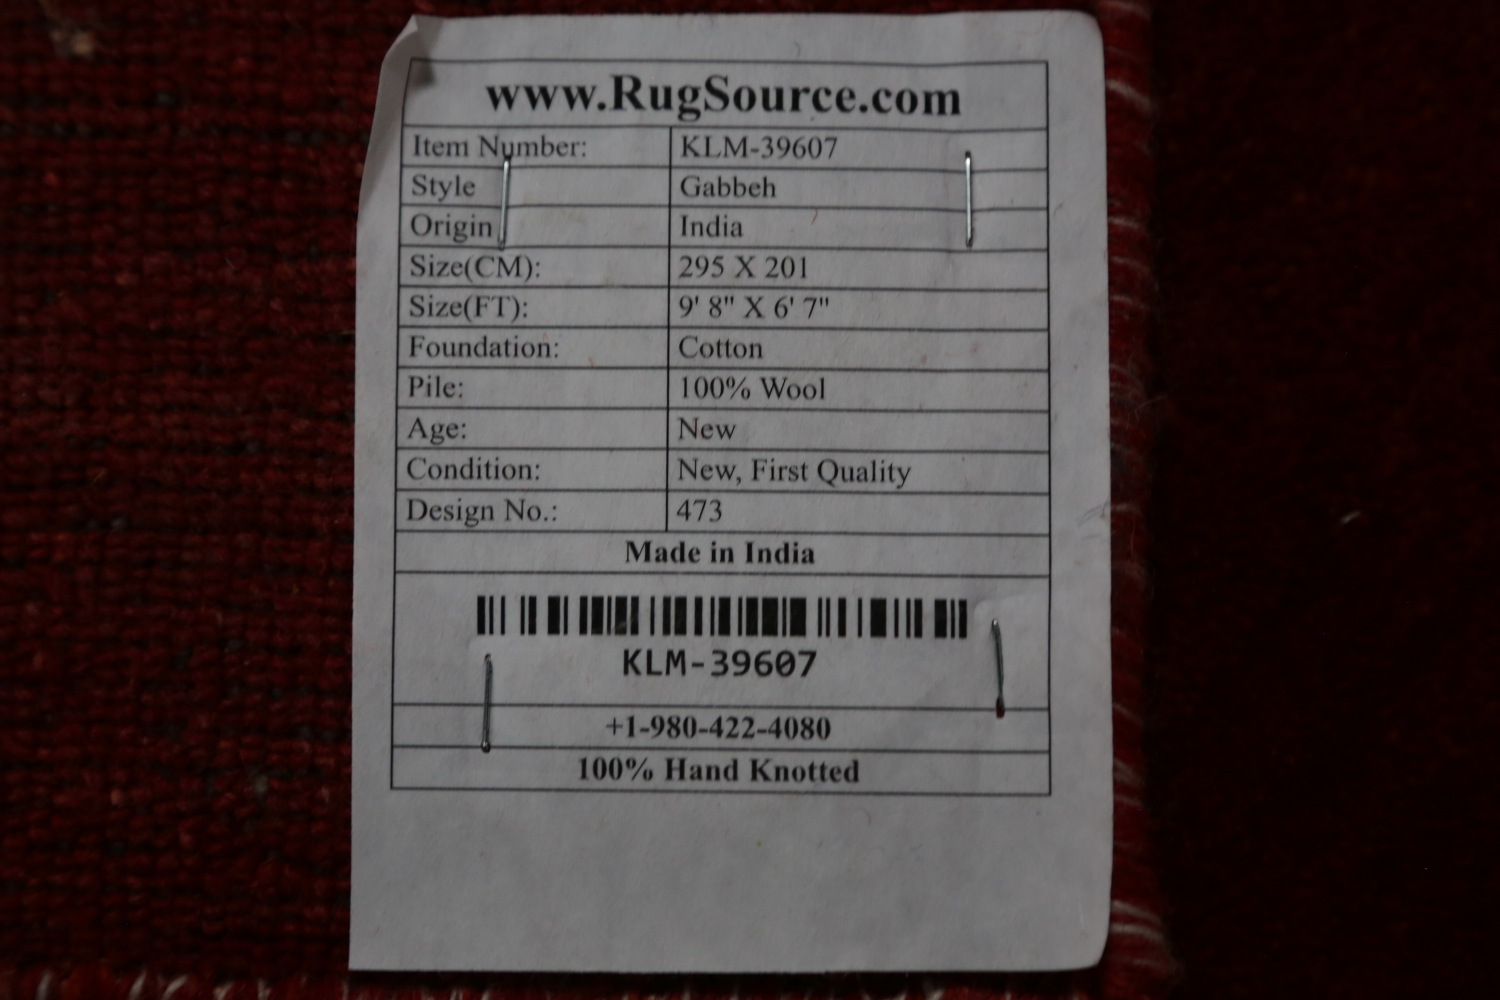 www.RugSource.com
Item Number: KLM-39607
Style Gabbeh
Origin India
Size(CM): 295 X 201
Size(FT): 9' 8" X 6' 7"
Foundation: Cotton
Pile: 100% Wool
Age: New
Condition: New, First Quality
Design No.: 473
Made in India
KLM-39607
+1-980-422-4080
100% Hand Knotted